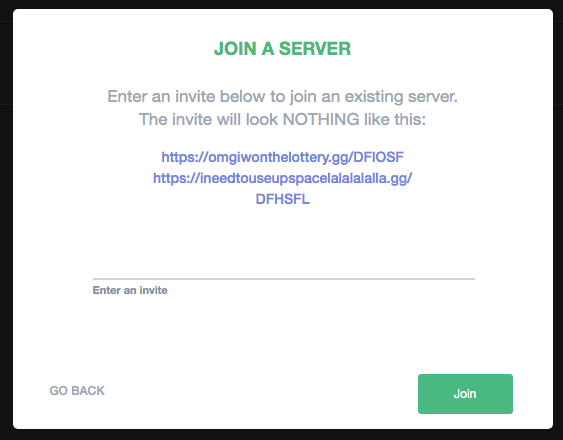 JOIN A SERVER
Enter an invite below to join an existing server.
The invite will look NOTHING like this:
https://omgiwonthelottery.gg/DFIOSF
https://ineedtouseupspacelalalalalla.gg/
DFHSFL
Enter an invite
GO BACK
Join